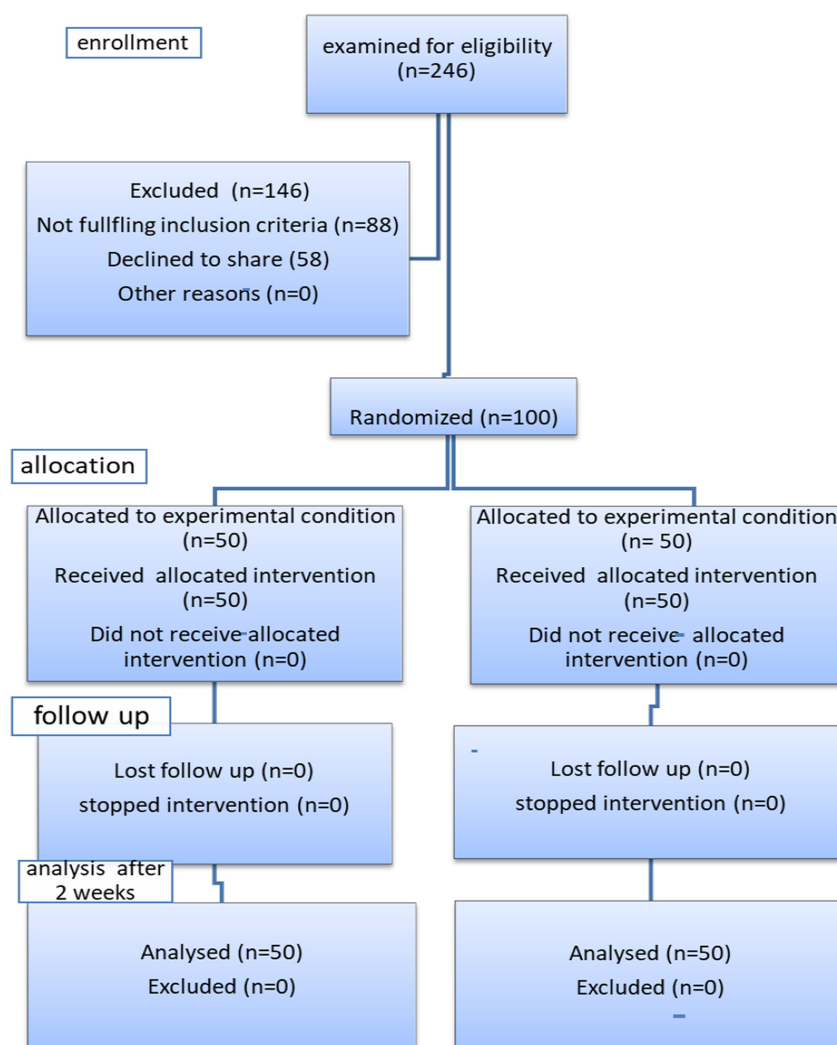 enrollment
examined for eligibility
(n=246)
Excluded (n=146)
Not fullfling inclusion criteria (n=88)
Declined to share (58)
Other reasons (n=0)
Randomized (n=100)
allocation
Allocated to experimental condition
(n=50)
Received allocated intervention
(n=50)
Did not receive allocated
intervention (n=0)
Allocated to experimental condition
(n= 50)
Received allocated intervention
(n=50)
Did not receive allocated
intervention (n=0)
follow up
Lost follow up (n=0)
stopped intervention (n=0)
Lost follow up (n=0)
stopped intervention (n=0)
analysis after
2 weeks
Analysed (n=50)
Excluded (n=0)
Analysed (n=50)
Excluded (n=0)